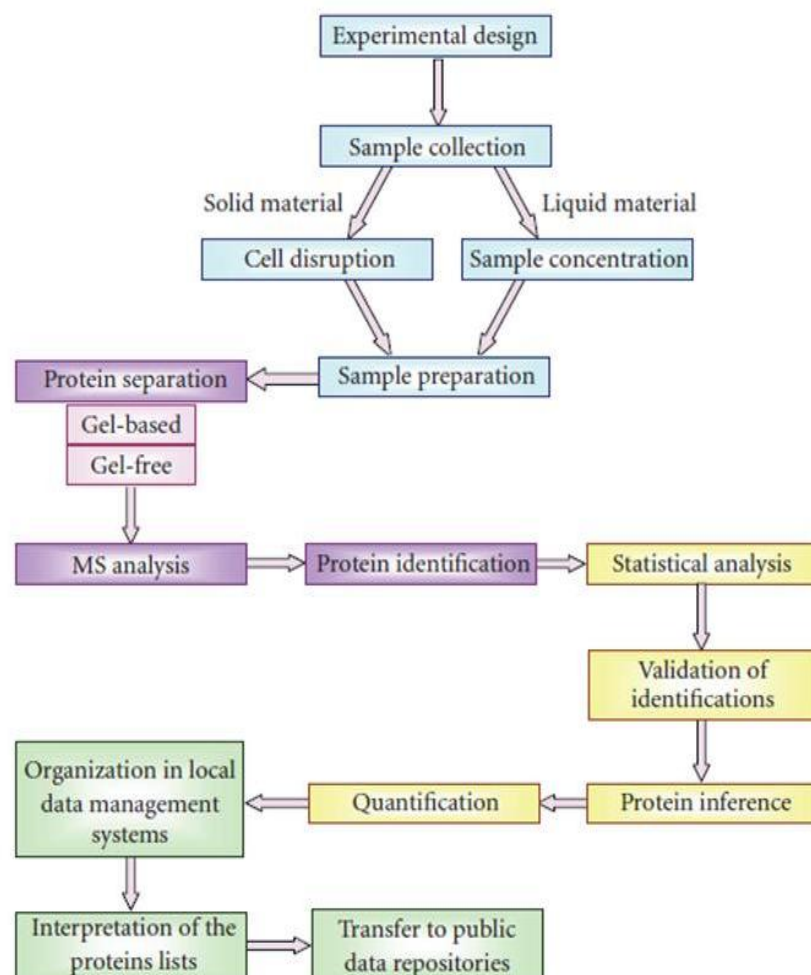 Experimental design
Sample collection
Solid material
Liquid material
Cell disruption
Sample concentration
Protein separation
Sample preparation
Gel-based
Gel-free
MS analysis
Protein identification
Statistical analysis
Validation of
identifications
Organization in local
data management
systems
Quantification
Protein inference
Interpretation of the
proteins lists
Transfer to public
data repositories